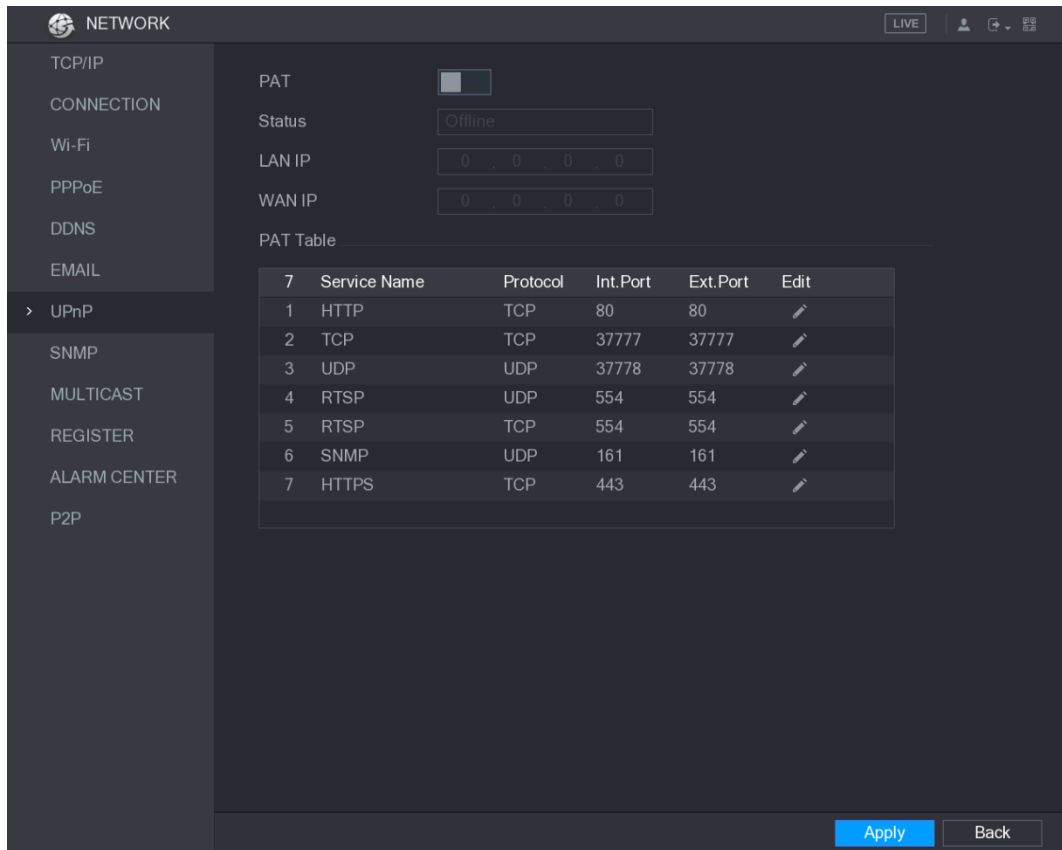 NETWORK LIVE
TCP/IP
CONNECTION
Wi-Fi
PPPoE
DDNS
EMAIL
UPnP
SNMP
MULTICAST
REGISTER
ALARM CENTER
P2P
PAT
Status Offline
LAN IP 0 . 0 . 0 . 0
WAN IP 0 . 0 . 0 . 0
PAT Table
7 Service Name Protocol Int.Port Ext.Port Edit
1 HTTP TCP 80 80
2 TCP TCP 37777 37777
3 UDP UDP 37778 37778
4 RTSP UDP 554 554
5 RTSP TCP 554 554
6 SNMP UDP 161 161
7 HTTPS TCP 443 443
Apply Back